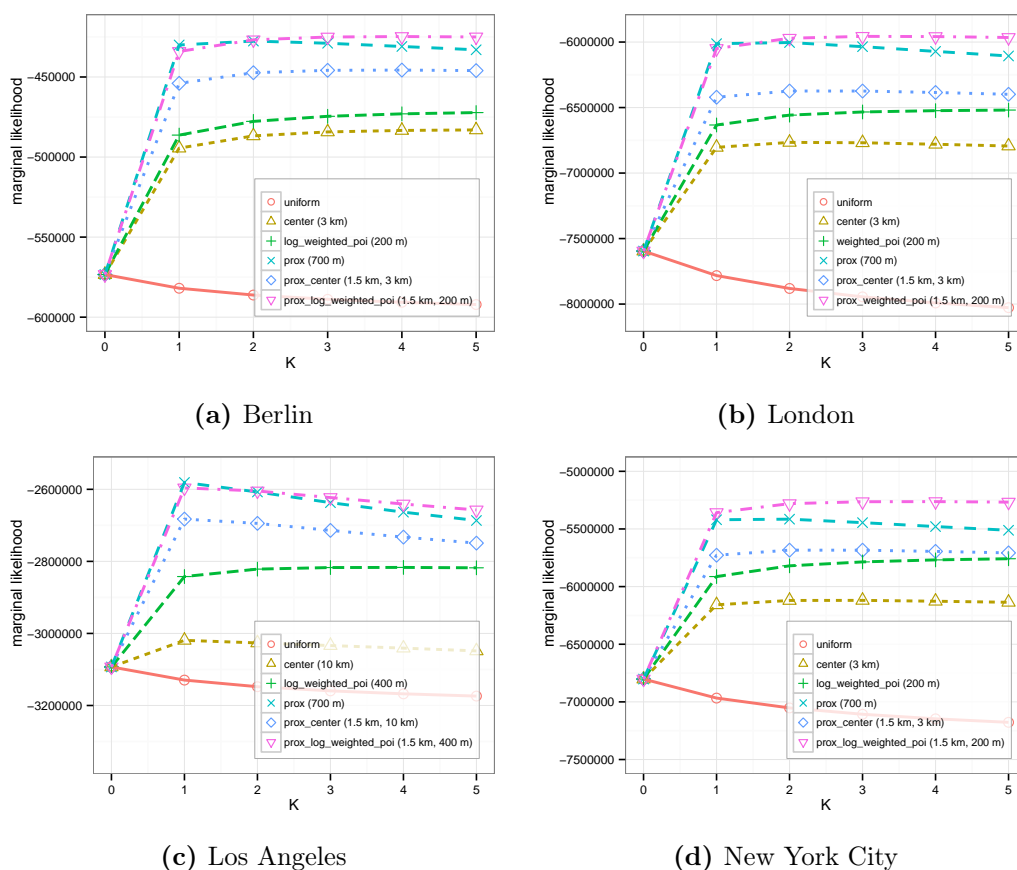 marginal likelihood
−450000
−500000
−550000
−600000
uniform
center (3 km)
log_weighted_poi (200 m)
prox (700 m)
prox_center (1.5 km, 3 km)
prox_log_weighted_poi (1.5 km, 200 m)
0 1 2 3 4 5
K
(a) Berlin
marginal likelihood
−6000000
−6500000
−7000000
−7500000
−8000000
uniform
center (3 km)
weighted_poi (200 m)
prox (700 m)
prox_center (1.5 km, 3 km)
prox_weighted_poi (1.5 km, 200 m)
0 1 2 3 4 5
K
(b) London
marginal likelihood
−2600000
−2800000
−3000000
−3200000
uniform
center (10 km)
log_weighted_poi (400 m)
prox (700 m)
prox_center (1.5 km, 10 km)
prox_log_weighted_poi (1.5 km, 400 m)
0 1 2 3 4 5
K
(c) Los Angeles
marginal likelihood
−5000000
−5500000
−6000000
−6500000
−7000000
−7500000
uniform
center (3 km)
log_weighted_poi (200 m)
prox (700 m)
prox_center (1.5 km, 3 km)
prox_log_weighted_poi (1.5 km, 200 m)
0 1 2 3 4 5
K
(d) New York City